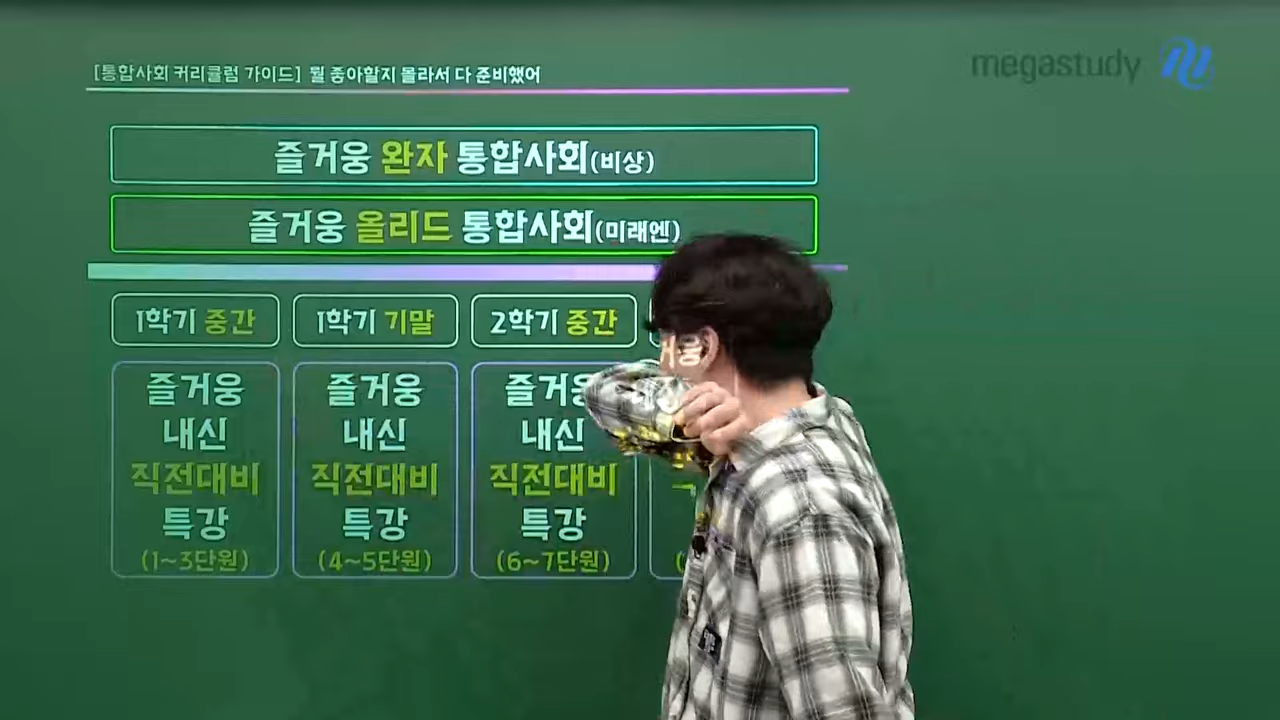 [통합사회 커리큘럼 가이드] 뭘 좋아할지 몰라서 다 준비했어
megastudy
즐거웅 완자 통합사회(비상)
즐거웅 올리드 통합사회(미래엔)
1학기 중간
1학기 기말
2학기 중간
즐거웅
내신
직전대비
특강
(1~3단원)
즐거웅
내신
직전대비
특강
(4~5단원)
즐거웅
내신
직전대비
특강
(6~7단원)